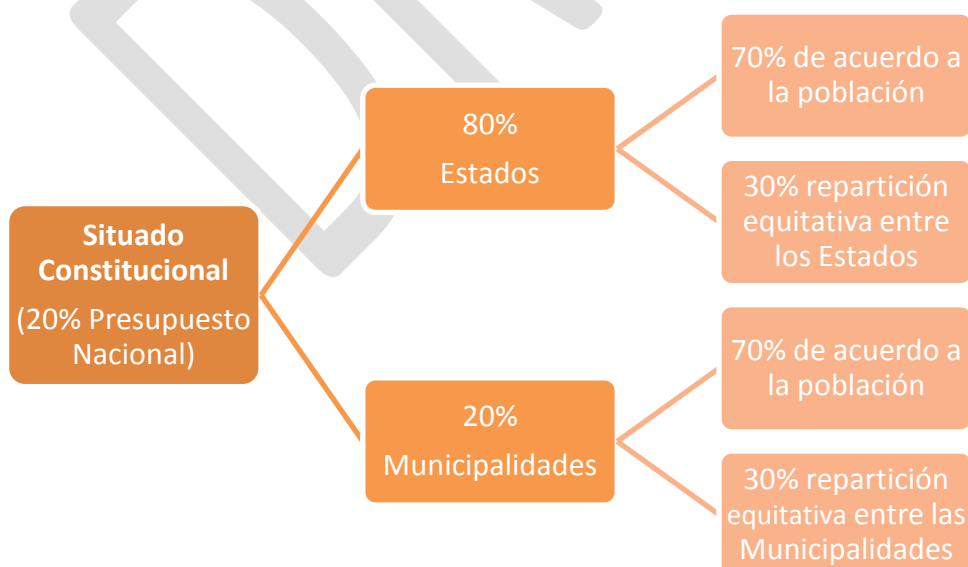 Situado
Constitucional
(20% Presupuesto
Nacional)
80%
Estados
70% de acuerdo a
la población
30% repartición
equitativa entre
los Estados
20%
Municipalidades
70% de acuerdo a
la población
30% repartición
equitativa entre las
Municipalidades